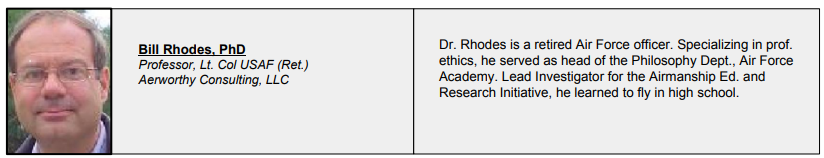 Bill Rhodes, PhD
Professor, Lt. Col USAF (Ret.)
Aerworthy Consulting, LLC
Dr. Rhodes is a retired Air Force officer. Specializing in prof.
ethics, he served as head of the Philosophy Dept., Air Force
Academy. Lead Investigator for the Airmanship Ed. and
Research Initiative, he learned to fly in high school.